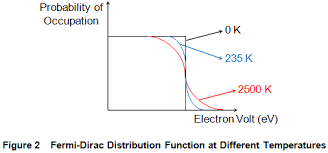 Probability of
Occupation
0 K
235 K
2500 K
Electron Volt (eV)
Figure 2 Fermi-Dirac Distribution Function at Different Temperatures